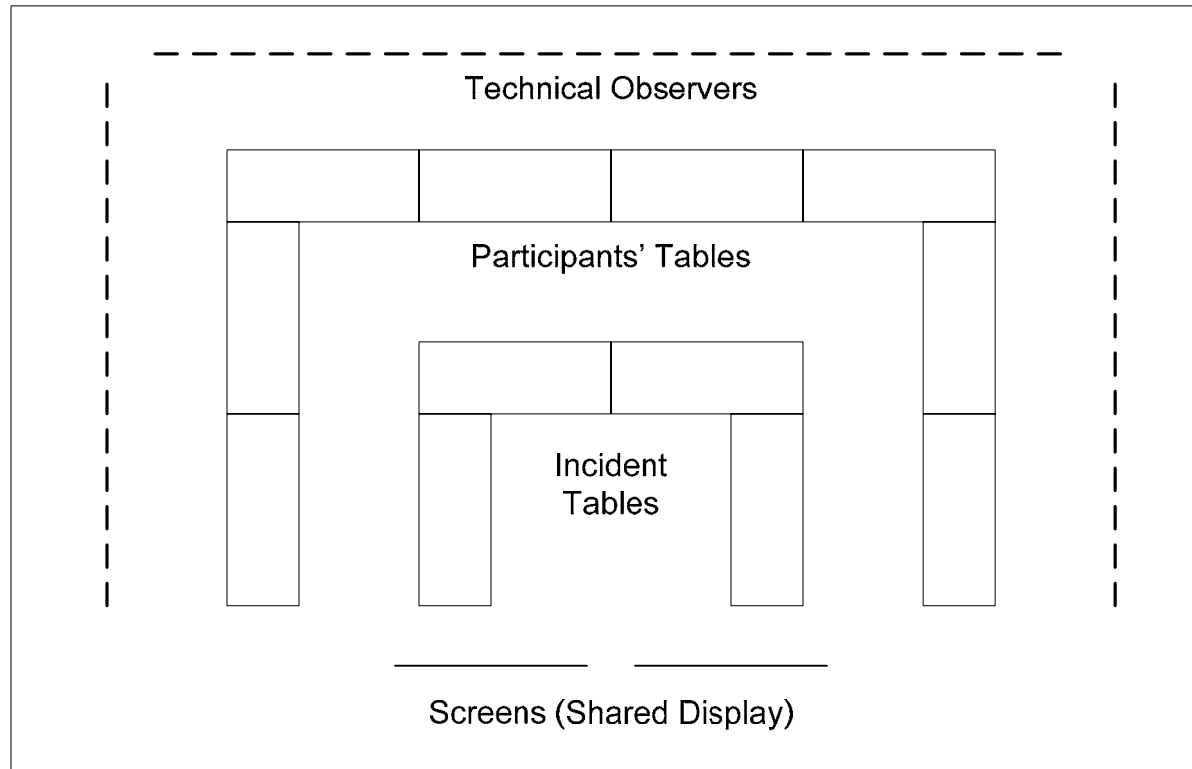 Technical Observers
Participants’ Tables
Incident
Tables
Screens (Shared Display)